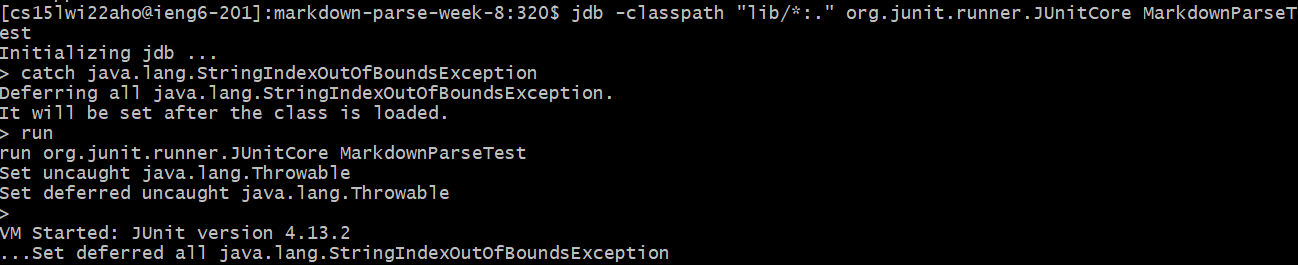 [cs15lwi22aho@ieng6-201]:markdown-parse-week-8:320$ jdb -classpath "lib/*:." org.junit.runner.JUnitCore MarkdownParseT
est
Initializing jdb ...
> catch java.lang.StringIndexOutOfBoundsException
Deferring all java.lang.StringIndexOutOfBoundsException.
It will be set after the class is loaded.
> run
run org.junit.runner.JUnitCore MarkdownParseTest
Set uncaught java.lang.Throwable
Set deferred uncaught java.lang.Throwable
>
VM Started: JUnit version 4.13.2
...Set deferred all java.lang.StringIndexOutOfBoundsException